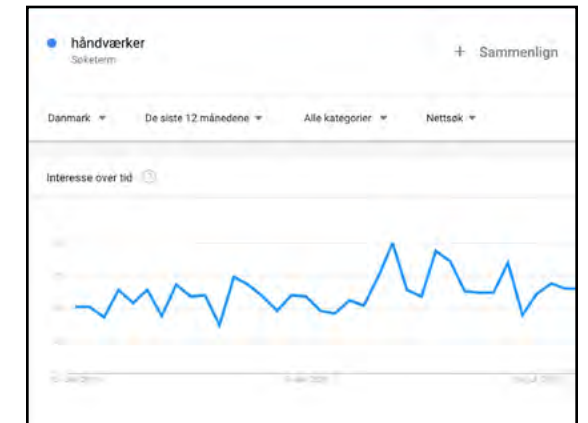 håndværker
Søketerm
+ Sammenlign
Danmark
De siste 12 månedene
Alle kategorier
Nettsøk
Interesse over tid